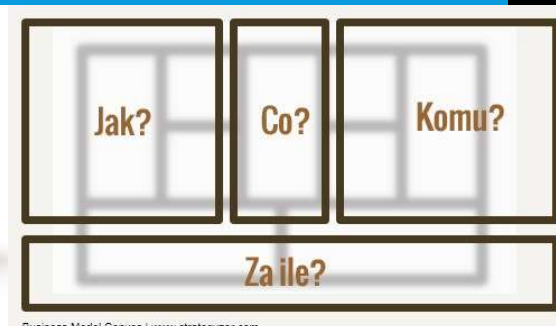 Jak?
Co?
Komu?
Za ile?
Business Model Canvas | www.strategyzer.com